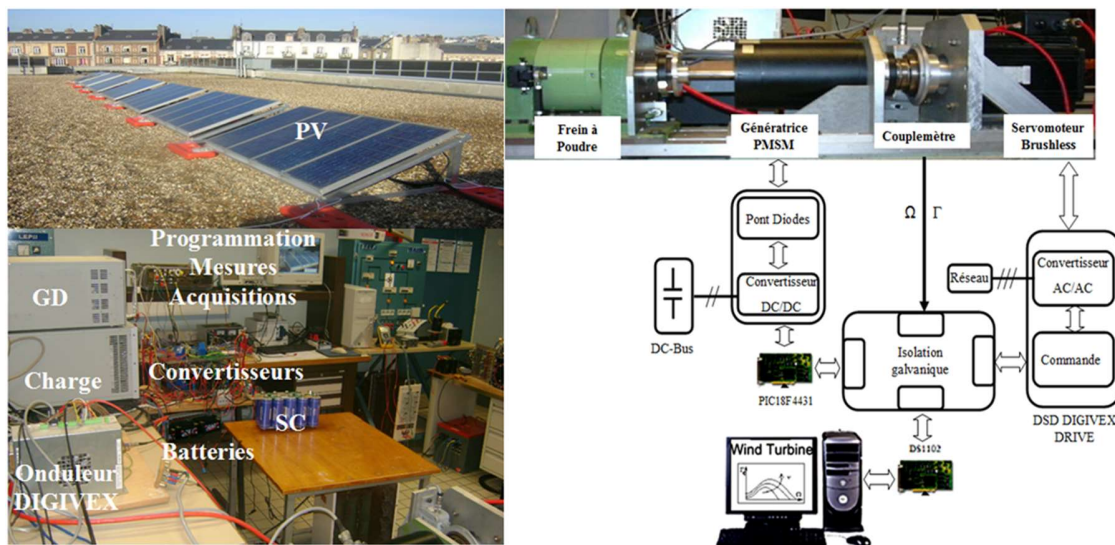 PV
Programmation
Mesures
Acquisitions
GD
Charge
Convertisseurs
SC
Batteries
Onduleur
DIGIVEX
Frein à
Poudre
Génératrice
PMSM
Couplemètre
Servomoteur
Brushless
Pont Diodes
Convertisseur
DC/DC
DC-Bus
PIC18F4431
Ω Γ
Réseau
Convertisseur
AC/AC
Isolation
galvanique
Commande
DSD DIGIVEX
DRIVE
DS1102
Wind Turbine